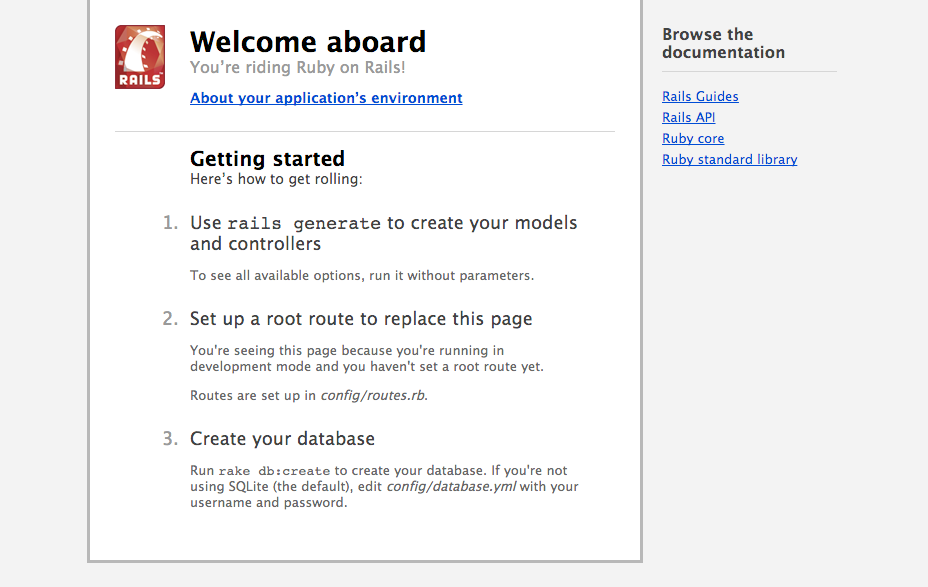 Welcome aboard
You’re riding Ruby on Rails!
About your application’s environment
RAILS
Getting started
Here’s how to get rolling:
1. Use rails generate to create your models
and controllers
To see all available options, run it without parameters.
2. Set up a root route to replace this page
You're seeing this page because you're running in
development mode and you haven't set a root route yet.
Routes are set up in config/routes.rb.
3. Create your database
Run rake db:create to create your database. If you're not
using SQLite (the default), edit config/database.yml with your
username and password.
Browse the
documentation
Rails Guides
Rails API
Ruby core
Ruby standard library